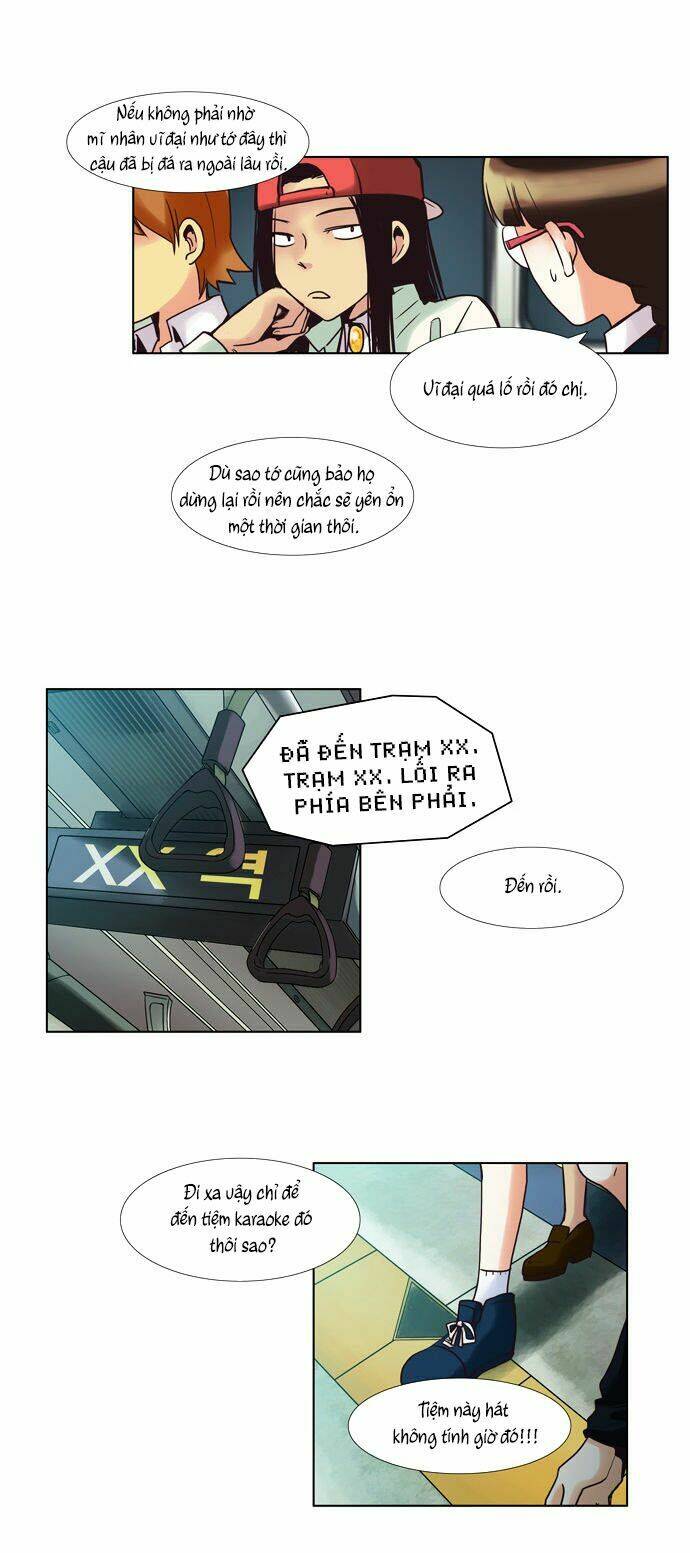 Nếu không phải nhờ
mĩ nhân vĩ đại như tớ đây thì
cậu đã bị đá ra ngoài lâu rồi.
Vĩ đại quá lố rồi đó chị.
Dù sao tớ cũng bảo họ
dừng lại rồi nên chắc sẽ yên ổn
một thời gian thôi.
ĐÃ ĐẾN TRẠM XX.
TRẠM XX. LỐI RA
PHÍA BÊN PHẢI.
XX 역
Đến rồi.
Đi xa vậy chỉ để
đến tiệm karaoke đó
thôi sao?
Tiệm này hát
không tính giờ đó!!!